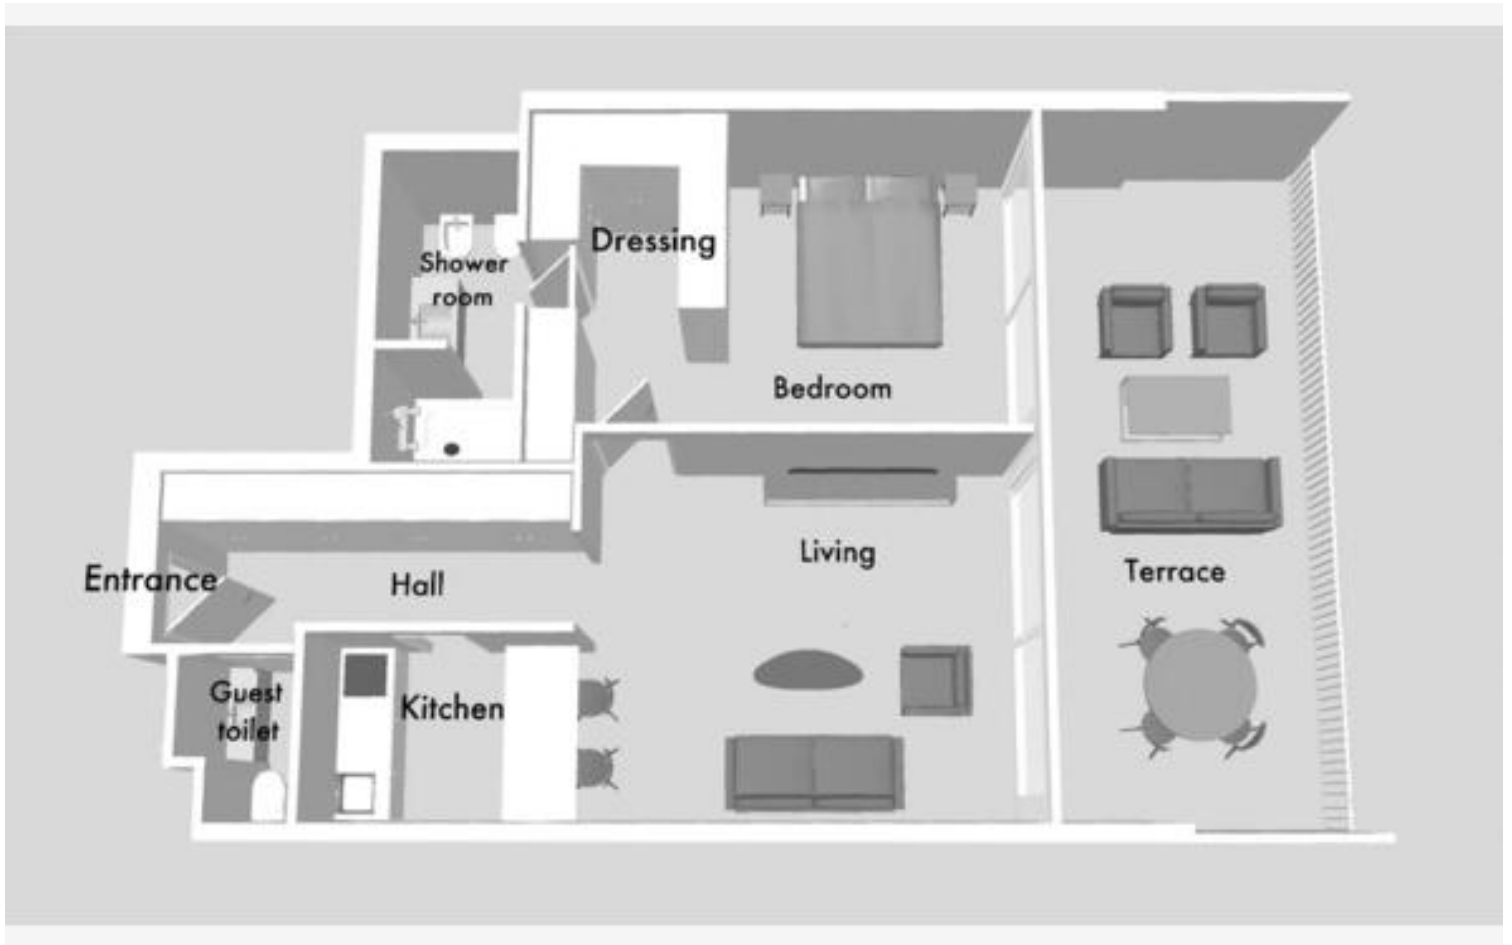 Dressing
Shower
room
Bedroom
Living
Entrance
Hall
Terrace
Guest
toilet
Kitchen